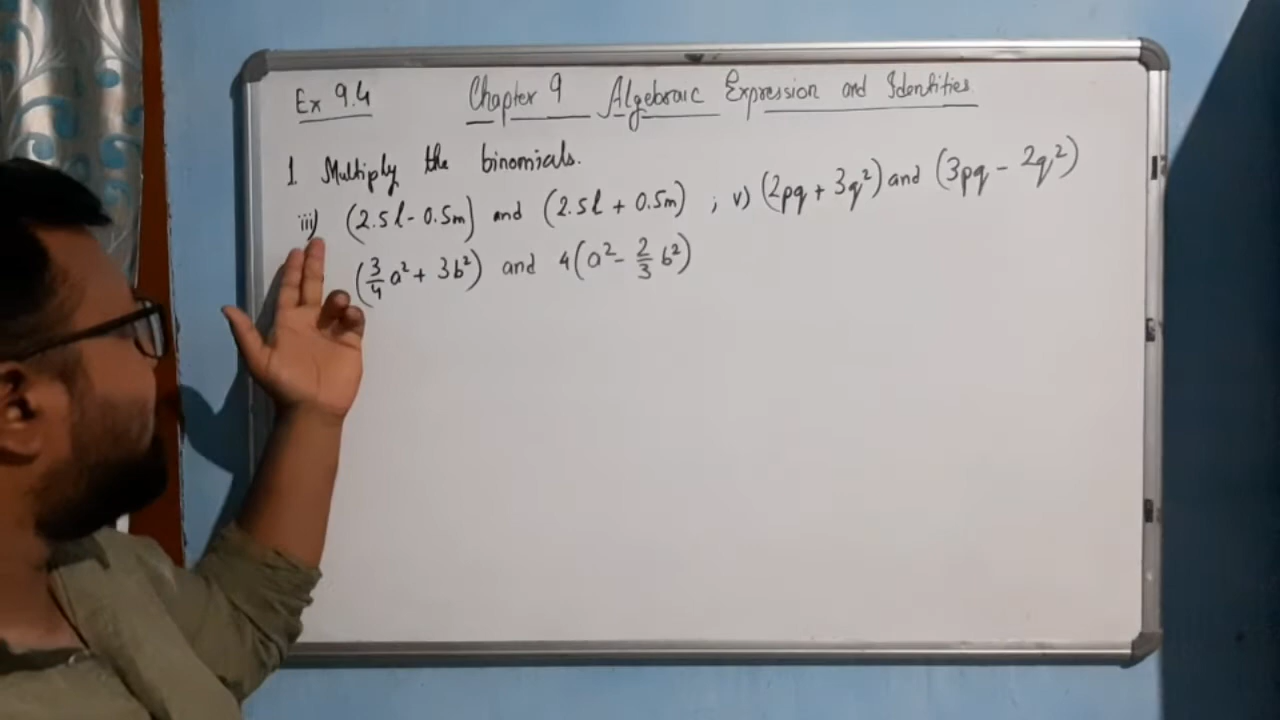 Ex 9.4 Chapter 9 Algebraic Expression and Identities
1. Multiply the binomials.
iii) (2.5l - 0.5m) and (2.5l + 0.5m) ; v) (2pq + 3q²) and (3pq - 2q²)
(3/4 a² + 3b²) and 4(a² - 2/3 b²)